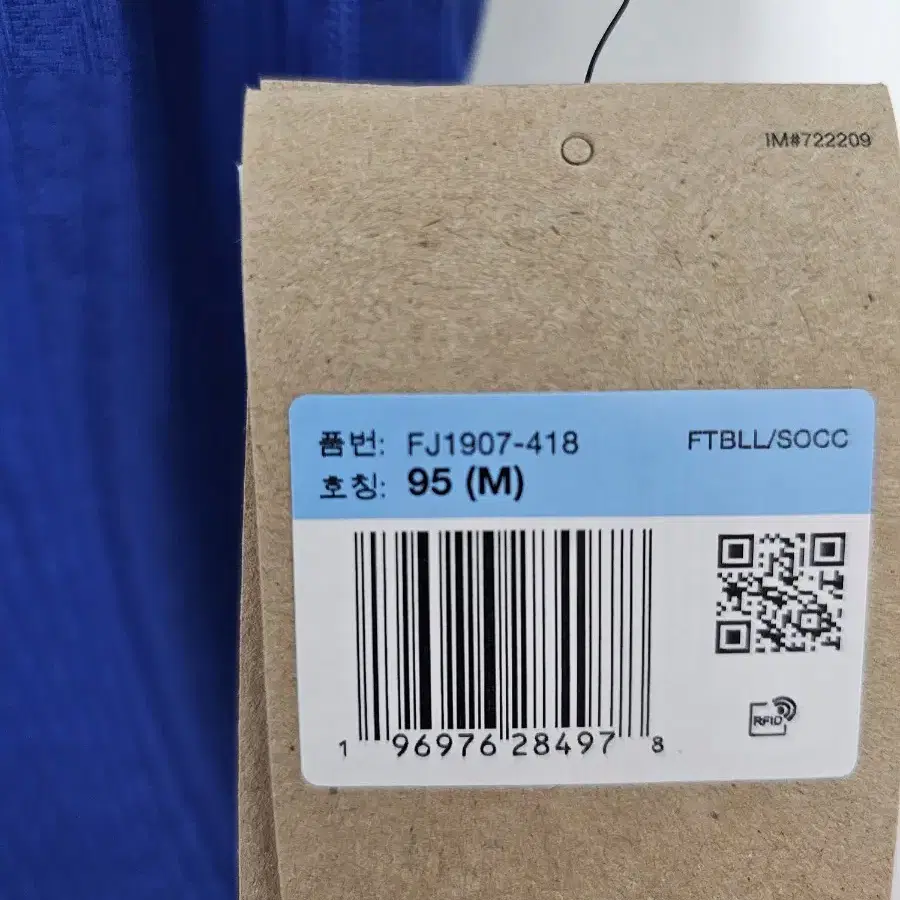 IM#722209
품번: FJ1907-418
FTBLL/SOCC
호칭: 95 (M)
1 96976 28497 8
RFID